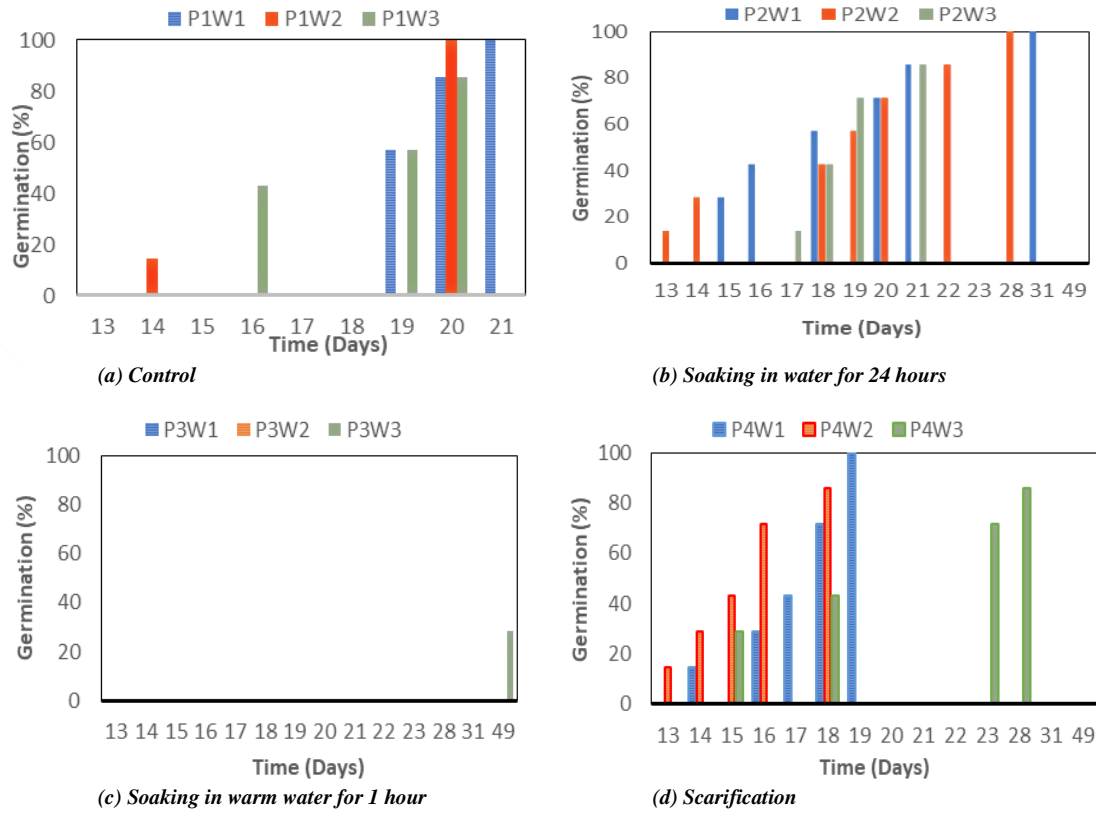 P1W1 P1W2 P1W3
100
80
60
40
20
0
Germination (%)
13 14 15 16 17 18 19 20 21
Time (Days)
(a) Control
P2W1 P2W2 P2W3
100
80
60
40
20
0
Germination (%)
13 14 15 16 17 18 19 20 21 22 23 28 31 49
Time (Days)
(b) Soaking in water for 24 hours
P3W1 P3W2 P3W3
100
80
60
40
20
0
Germination (%)
13 14 15 16 17 18 19 20 21 22 23 28 31 49
Time (Days)
(c) Soaking in warm water for 1 hour
P4W1 P4W2 P4W3
100
80
60
40
20
0
Germination (%)
13 14 15 16 17 18 19 20 21 22 23 28 31 49
Time (Days)
(d) Scarification